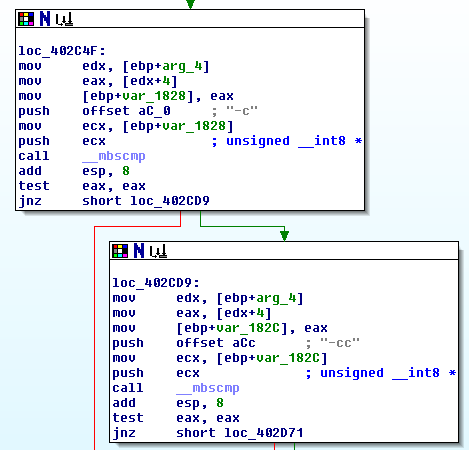 loc_402C4F:
mov edx, [ebp+arg_4]
mov eax, [edx+4]
mov [ebp+var_1828], eax
push offset aC_0 ; "-c"
mov ecx, [ebp+var_1828]
push ecx ; unsigned __int8 *
call __mbscmp
add esp, 8
test eax, eax
jnz short loc_402CD9
loc_402CD9:
mov edx, [ebp+arg_4]
mov eax, [edx+4]
mov [ebp+var_182C], eax
push offset aCc ; "-cc"
mov ecx, [ebp+var_182C]
push ecx ; unsigned __int8 *
call __mbscmp
add esp, 8
test eax, eax
jnz short loc_402D71